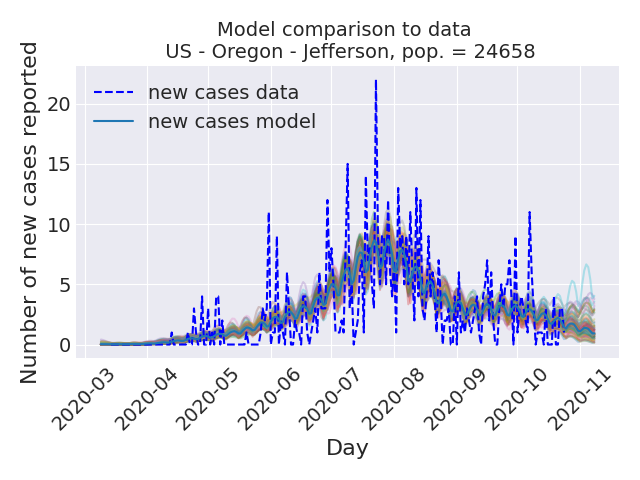 Model comparison to data
US - Oregon - Jefferson, pop. = 24658
Number of new cases reported
20
15
10
5
0
new cases data
new cases model
2020-03
2020-04
2020-05
2020-06
2020-07
2020-08
2020-09
2020-10
2020-11
Day